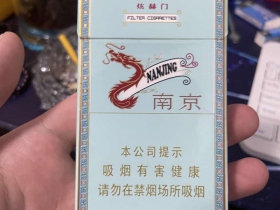 炫赫门
FILTER CIGARETTES
NANJING
南京
本公司提示
吸烟有害健康
请勿在禁烟场所吸烟